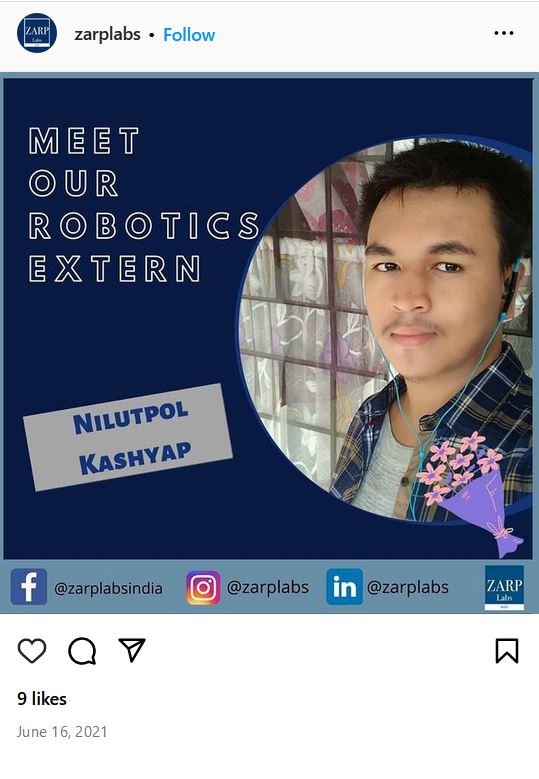 ZARP
Labs
zarplabs • Follow
MEET
OUR
ROBOTICS
EXTERN
NILUTPOL
KASHYAP
@zarplabsindia
@zarplabs
in @zarplabs
ZARP
Labs
9 likes
June 16, 2021